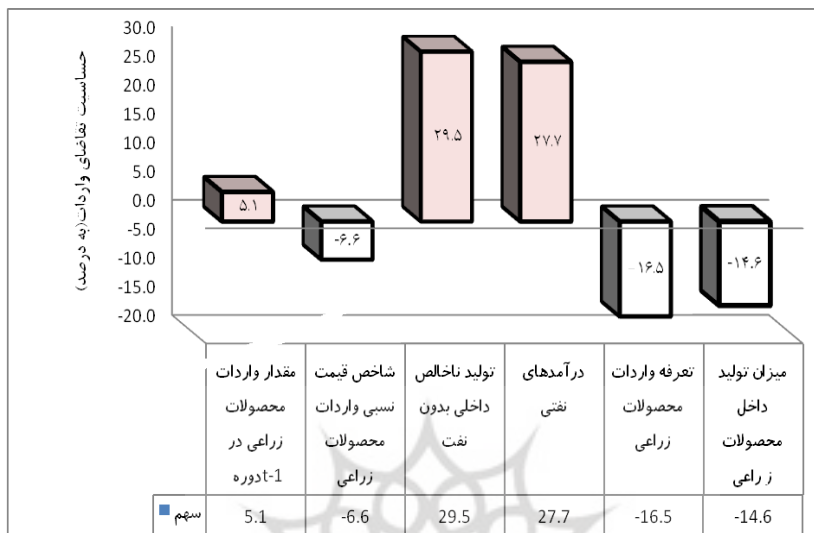 حساسیت تقاضای واردات(به درصد)
30.0
25.0
20.0
15.0
10.0
5.0
0.0
-5.0
-10.0
-15.0
-20.0
۵.۱
-۶.۶
۲۹.۵
۲۷.۷
-۱۶.۵
-۱۴.۶
مقدار واردات
محصولات
زراعی در
دوره t-1
شاخص قیمت
نسبی واردات
محصولات
زراعی
تولید ناخالص
داخلی بدون
نفت
درآمدهای
نفتی
تعرفه واردات
محصولات
زراعی
میزان تولید
داخل
محصولات
زراعی
سهم 5.1 -6.6 29.5 27.7 -16.5 -14.6